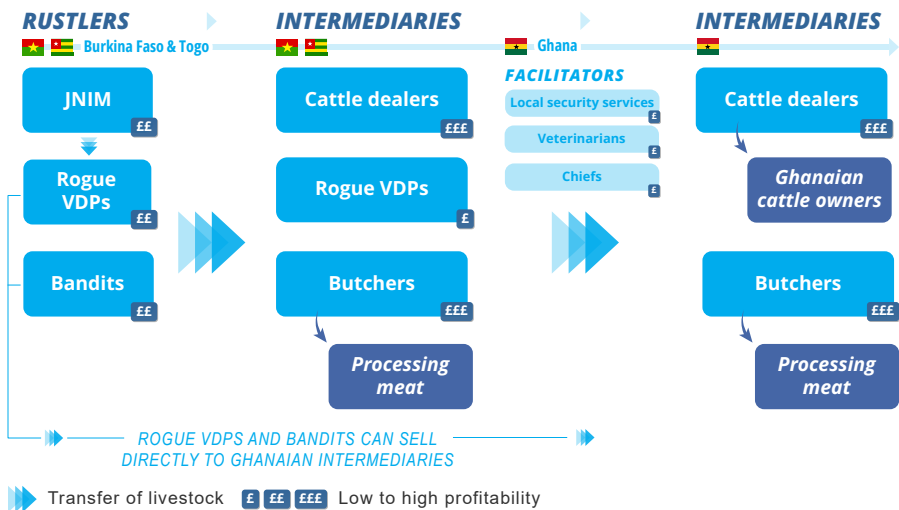 RUSTLERS
Burkina Faso & Togo
JNIM
££
Rogue
VDPs
££
Bandits
££
INTERMEDIARIES
Cattle dealers
£££
Rogue VDPs
£
Butchers
£££
Processing
meat
Ghana
FACILITATORS
Local security services
£
Veterinarians
£
Chiefs
£
INTERMEDIARIES
Cattle dealers
£££
Ghanaian
cattle owners
Butchers
£££
Processing
meat
ROGUE VDPS AND BANDITS CAN SELL
DIRECTLY TO GHANAIAN INTERMEDIARIES
Transfer of livestock £ ££ £££ Low to high profitability